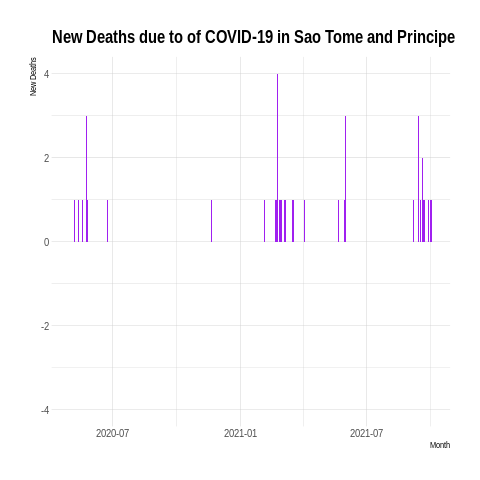 New Deaths due to of COVID-19 in Sao Tome and Principe
New Deaths
4
2
0
-2
-4
2020-07
2021-01
2021-07
Month